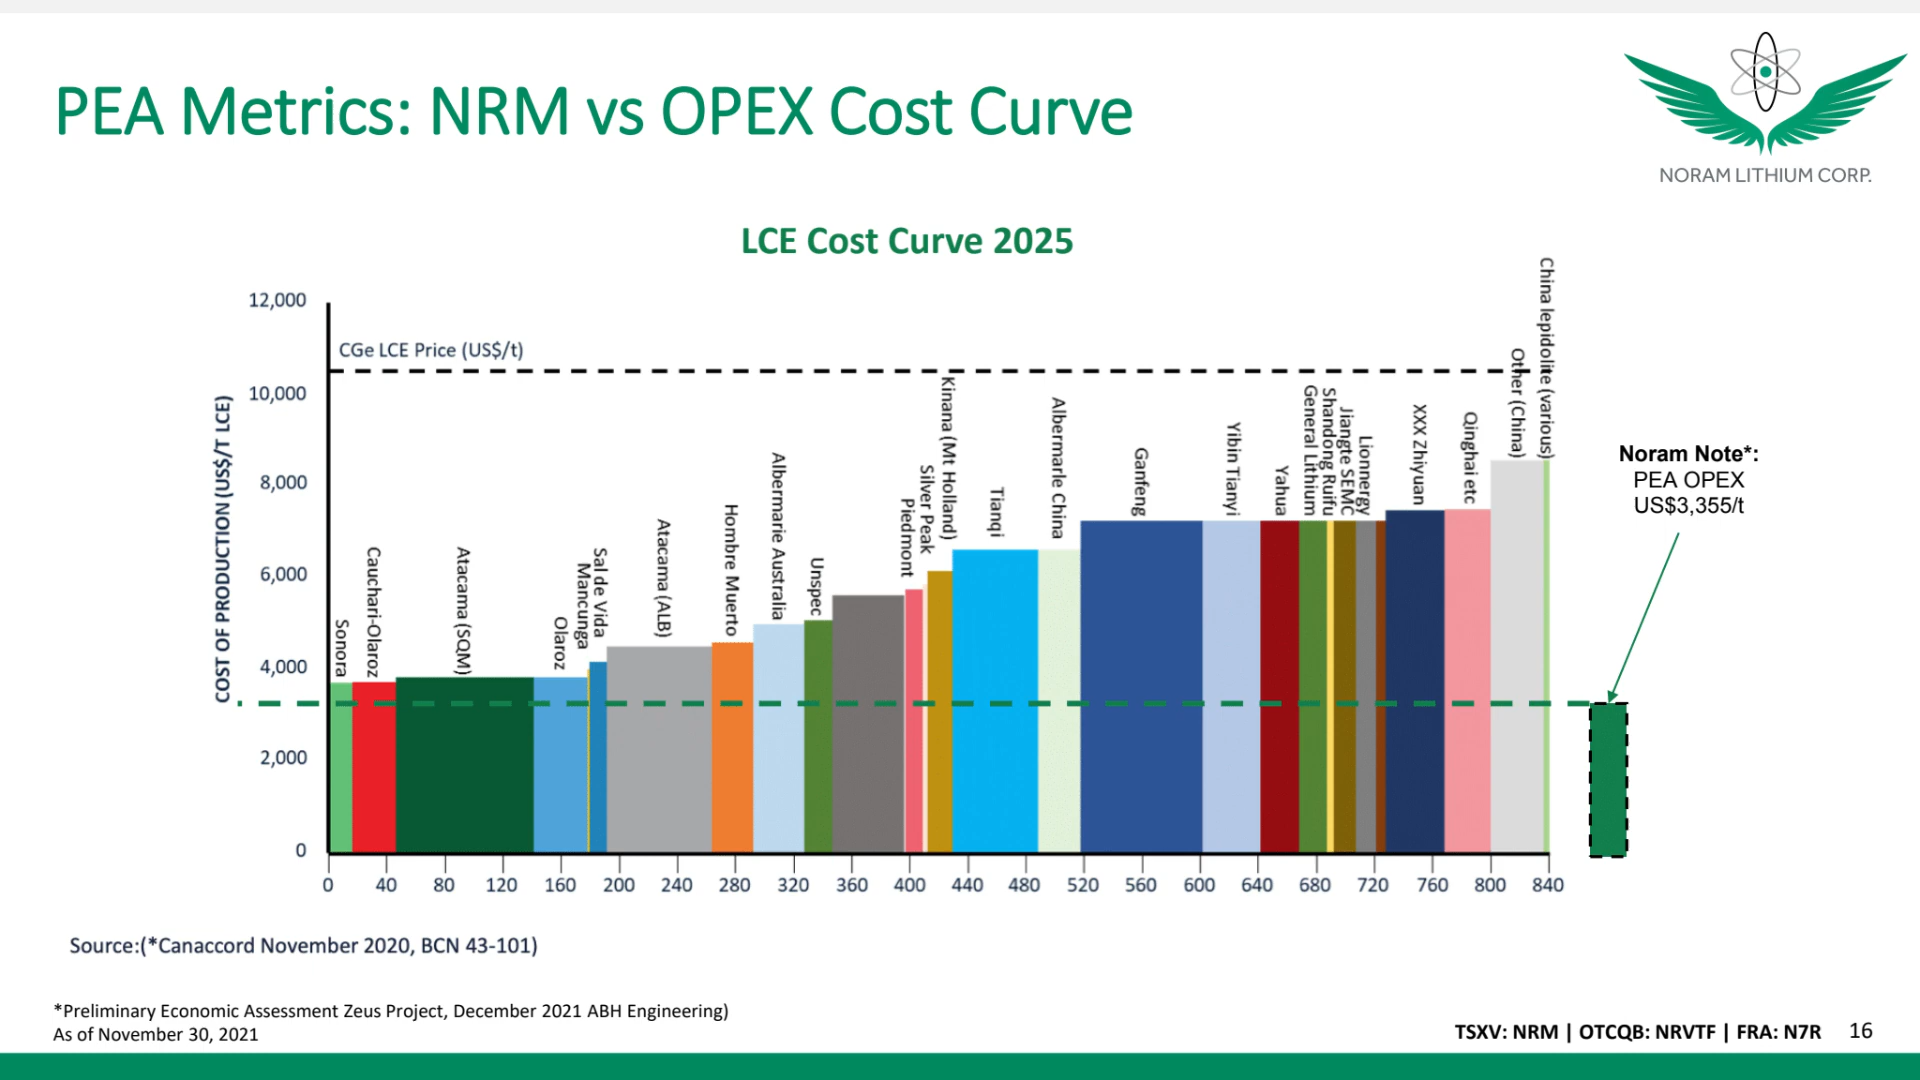 PEA Metrics: NRM vs OPEX Cost Curve
NORAM LITHIUM CORP.
LCE Cost Curve 2025
COST OF PRODUCTION (US$/T LCE)
12,000
10,000
8,000
6,000
4,000
2,000
0
CGe LCE Price (US$/t)
Sonora
Cauchari-Olaroz
Atacama (SQM)
Olaroz
Mancunga
Sal de Vida
Atacama (ALB)
Hombre Muerto
Albermarie Australia
Unspec
Piedmont
Silver Peak
Kinana (Mt Holland)
Tianqi
Albermarle China
Ganfeng
Yibin Tianyi
Yahua
General Lithium
Shandong Ruifu
Jiangte SEMC
Lionnergy
XXX Zhiyuan
Qinghai etc
Other (China)
China lepidolite (various)
0 40 80 120 160 200 240 280 320 360 400 440 480 520 560 600 640 680 720 760 800 840
Noram Note*:
PEA OPEX
US$3,355/t
Source:(*Canaccord November 2020, BCN 43-101)
*Preliminary Economic Assessment Zeus Project, December 2021 ABH Engineering)
As of November 30, 2021
TSXV: NRM | OTCQB: NRVTF | FRA: N7R 16